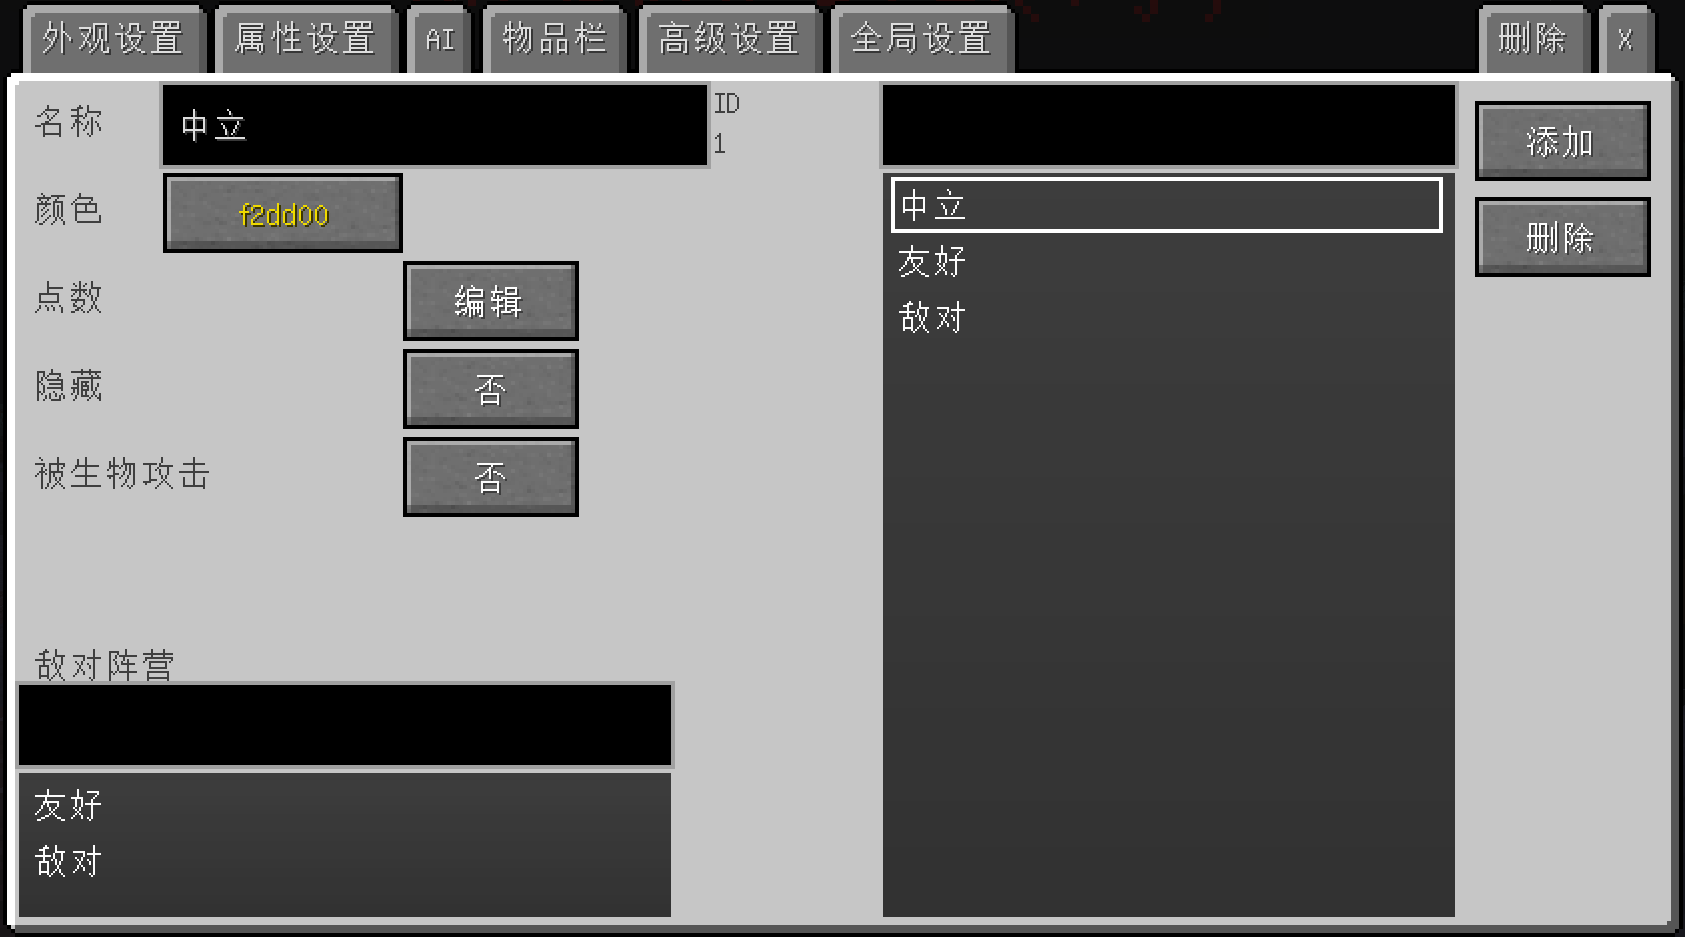 外观设置 属性设置 AI 物品栏 高级设置 全局设置 删除 X
名称 中立 ID 1
添加
颜色 f2dd00
点数 编辑
隐藏 否
被生物攻击 否
敌对阵营
友好
敌对
中立
友好
敌对
删除